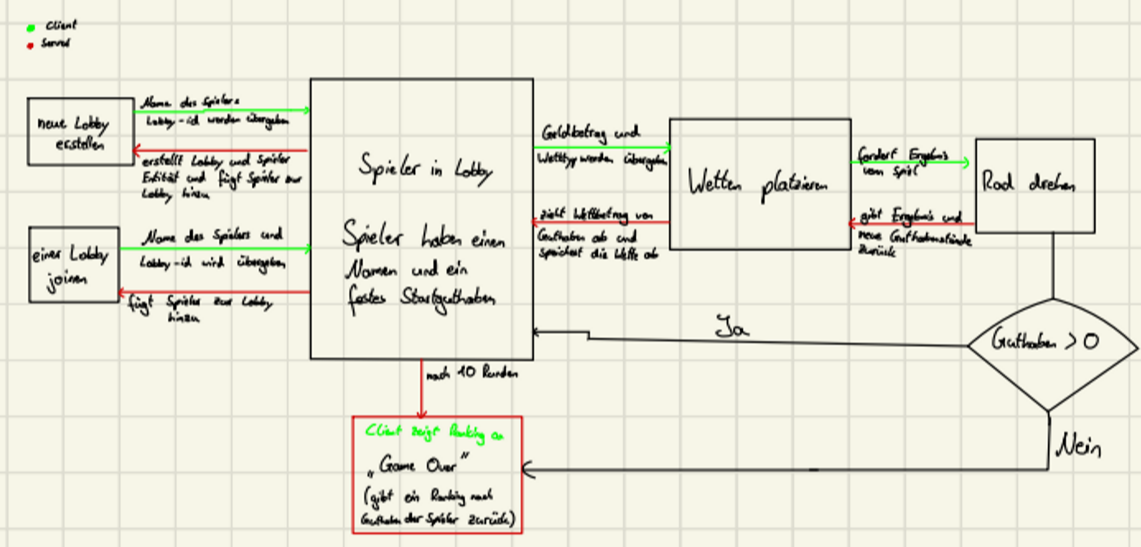 Client
Server
neue Lobby
erstellen
Name des Spielers
Lobby-id werden übergeben
erstellt Lobby und Spieler
Entität und fügt Spieler zur
Lobby hinzu
einer Lobby
joinen
Name des Spielers und
Lobby-id wird übergeben
fügt Spieler zur Lobby
hinzu
Spieler in Lobby
Spieler haben einen
Namen und ein
festes Startguthaben
Geldbetrag und
Wetttyp werden übergeben
zieht Wettbetrag von
Guthaben ab und
speichert die Wette ab
Wetten platzieren
fordert Ergebnis
vom Spiel
gibt Ergebnis und
neue Guthabenstände
zurück
Rad drehen
Guthaben > 0
Ja
Nein
nach 10 Runden
Client zeigt Ranking an
„Game Over"
(gibt ein Ranking nach
Guthaben der Spieler zurück)